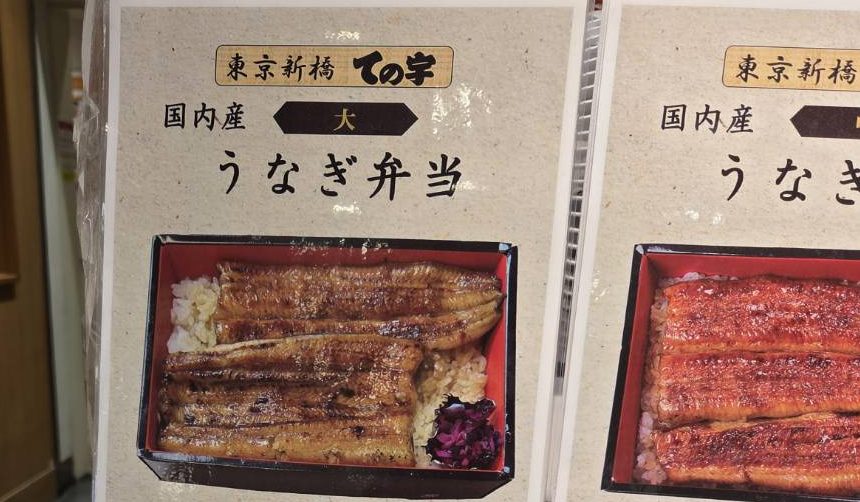 東京新橋 ての字
国内産 大
うなぎ弁当
東京新橋
国内産
うな